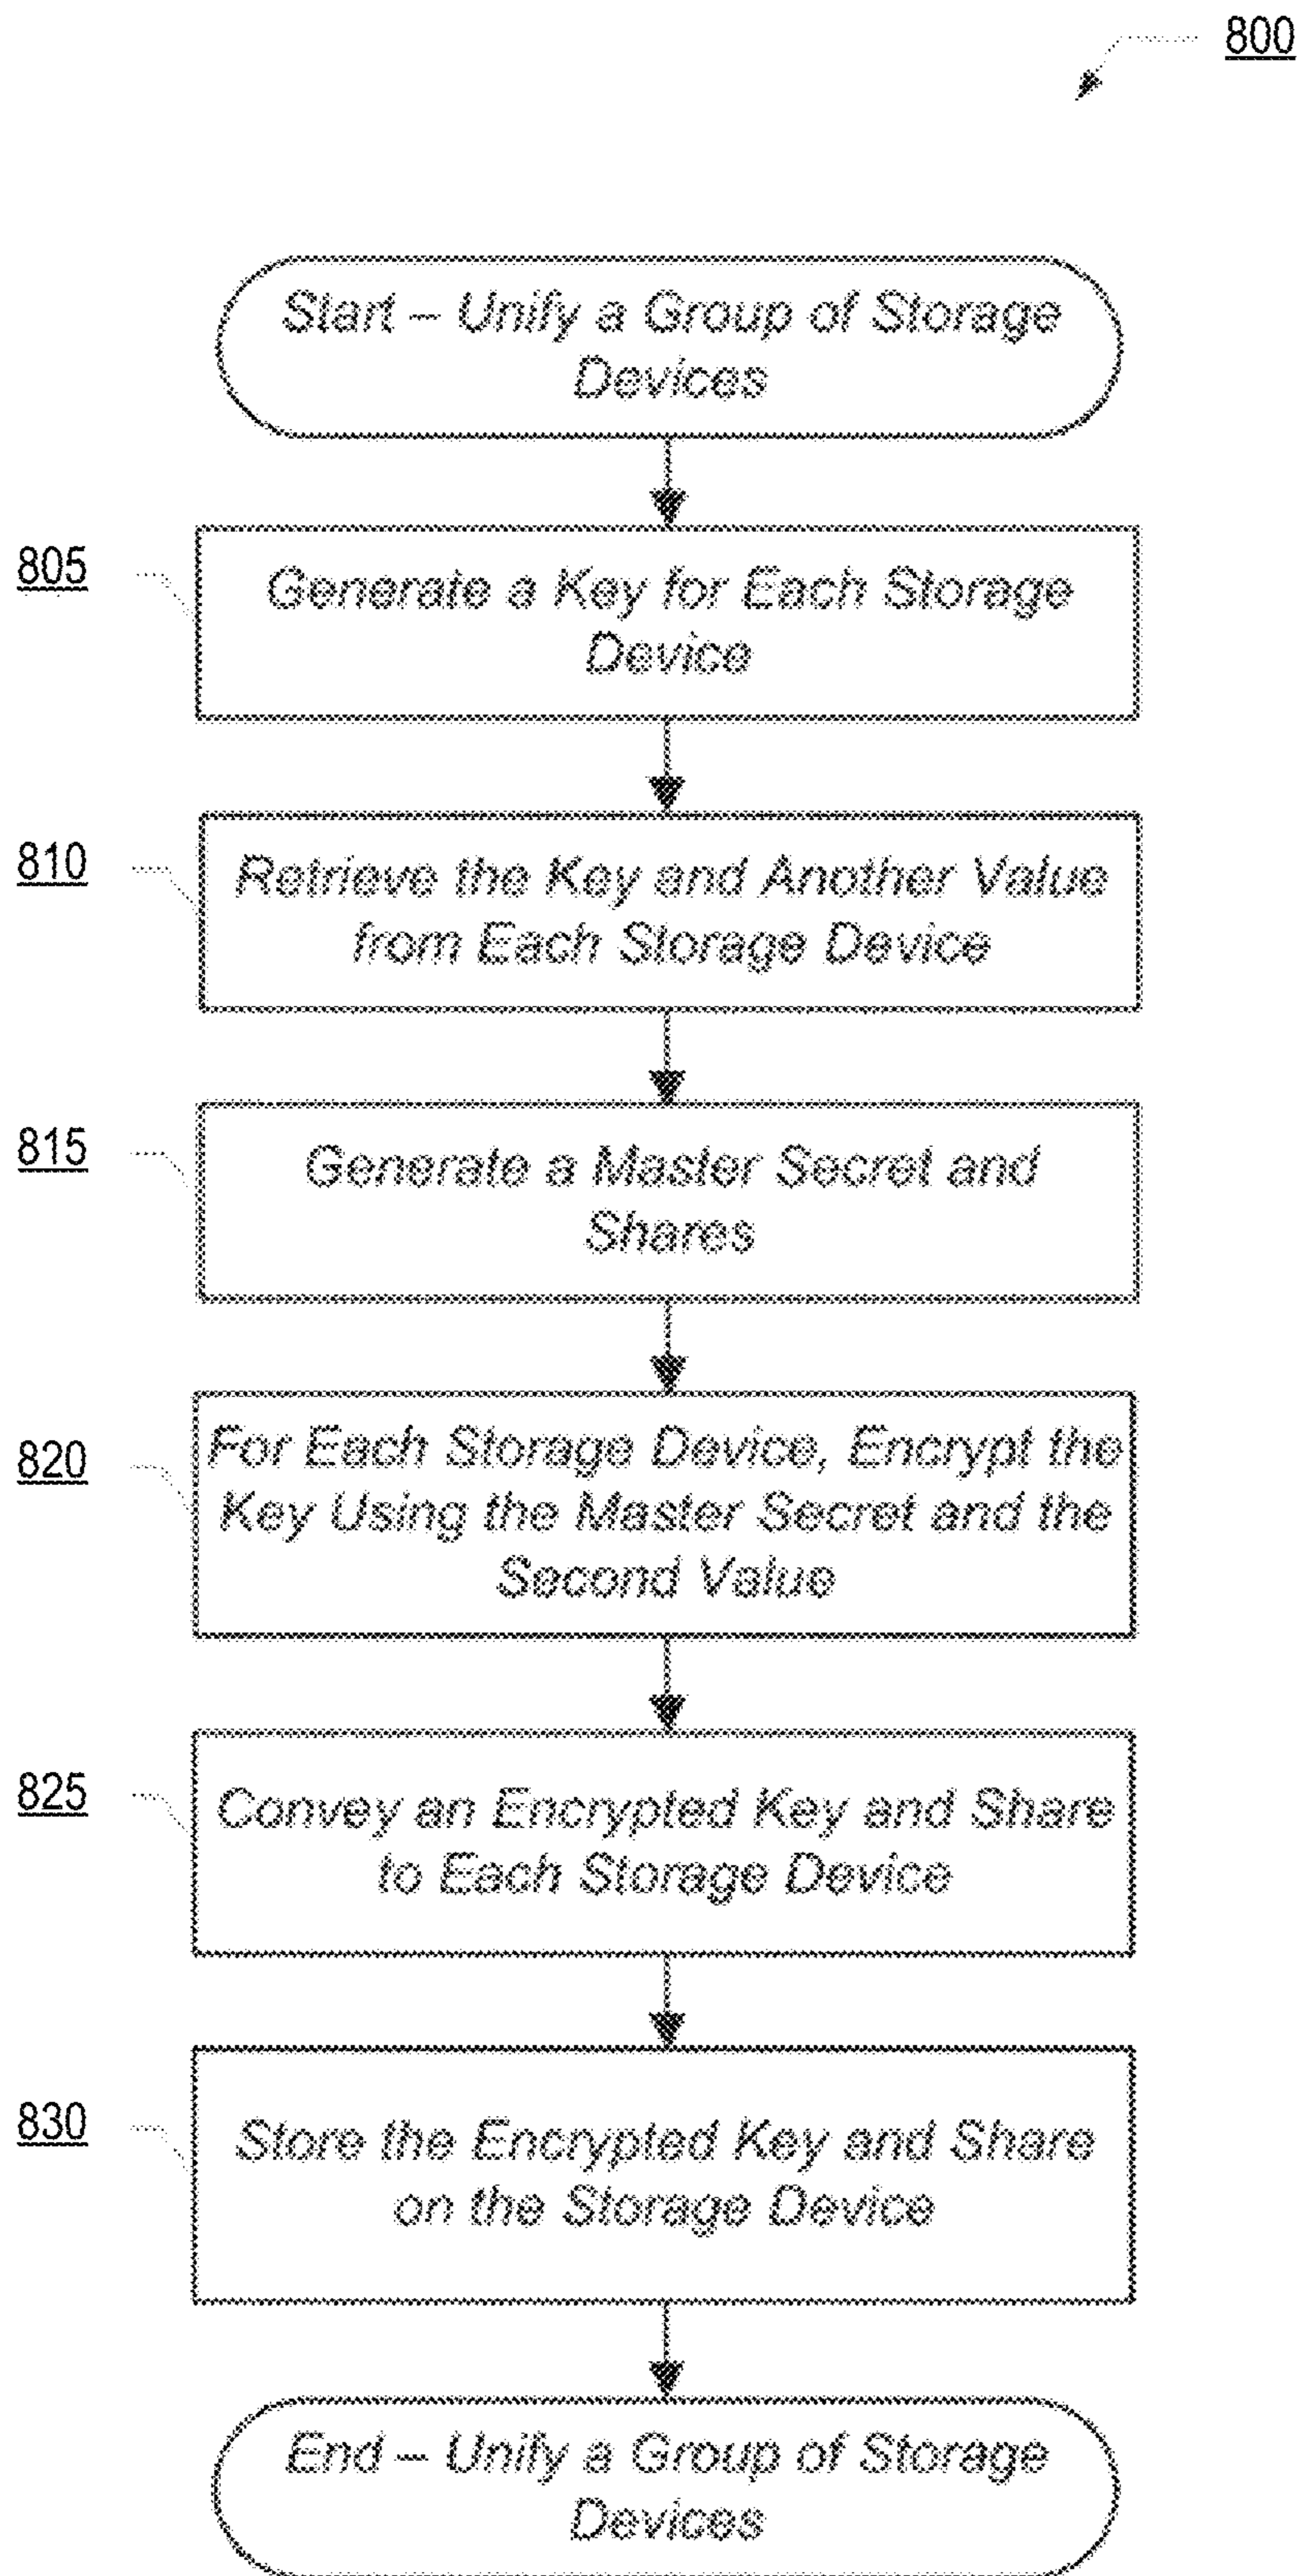 800
Start – Unify a Group of Storage
Devices
805
Generate a Key for Each Storage
Device
810
Retrieve the Key and Another Value
from Each Storage Device
815
Generate a Master Secret and
Shares
820
For Each Storage Device, Encrypt the
Key Using the Master Secret and the
Second Value
825
Convey an Encrypted Key and Share
to Each Storage Device
830
Store the Encrypted Key and Share
on the Storage Device
End – Unify a Group of Storage
Devices